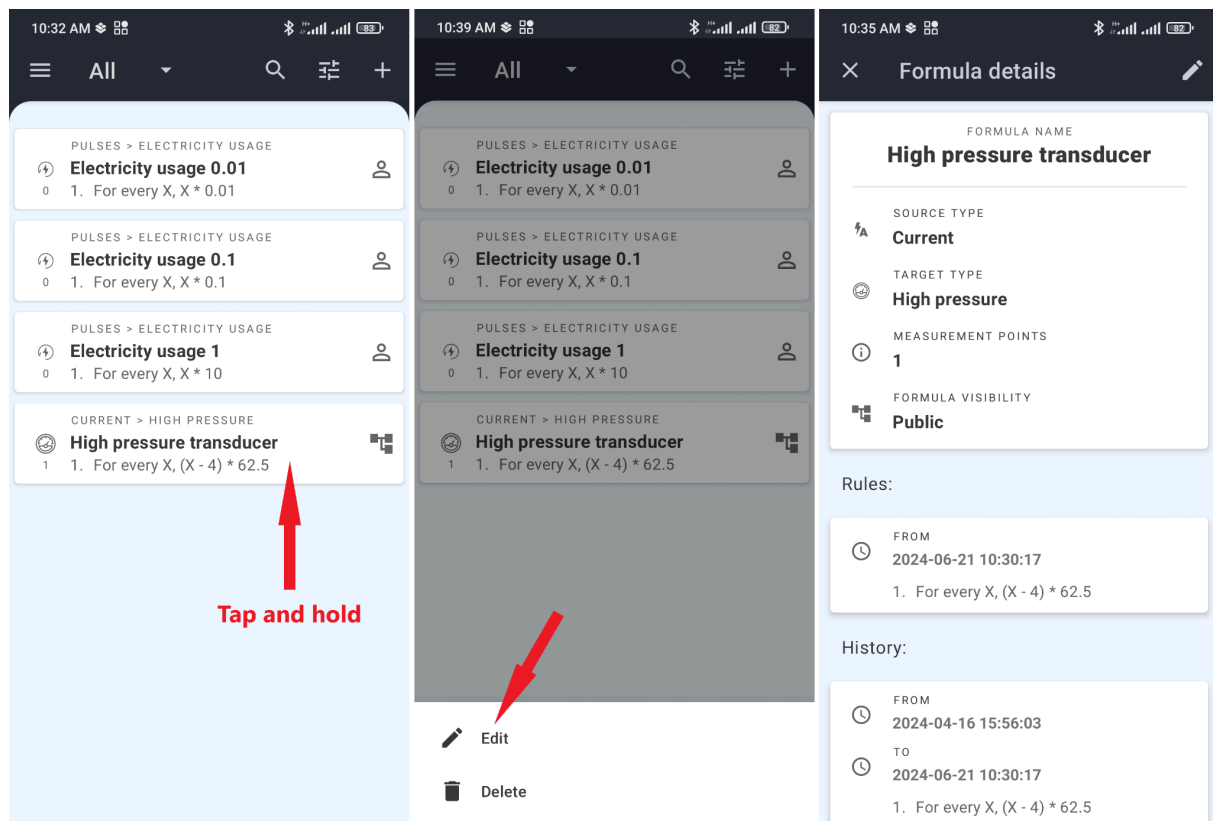 10:32 AM
83
All
PULSES > ELECTRICITY USAGE
Electricity usage 0.01
0
1. For every X, X * 0.01
PULSES > ELECTRICITY USAGE
Electricity usage 0.1
0
1. For every X, X * 0.1
PULSES > ELECTRICITY USAGE
Electricity usage 1
0
1. For every X, X * 10
CURRENT > HIGH PRESSURE
High pressure transducer
1
1. For every X, (X - 4) * 62.5
Tap and hold
10:39 AM
82
All
PULSES > ELECTRICITY USAGE
Electricity usage 0.01
0
1. For every X, X * 0.01
PULSES > ELECTRICITY USAGE
Electricity usage 0.1
0
1. For every X, X * 0.1
PULSES > ELECTRICITY USAGE
Electricity usage 1
0
1. For every X, X * 10
CURRENT > HIGH PRESSURE
High pressure transducer
1
1. For every X, (X - 4) * 62.5
Edit
Delete
10:35 AM
82
Formula details
FORMULA NAME
High pressure transducer
SOURCE TYPE
Current
TARGET TYPE
High pressure
MEASUREMENT POINTS
1
FORMULA VISIBILITY
Public
Rules:
FROM
2024-06-21 10:30:17
1. For every X, (X - 4) * 62.5
History:
FROM
2024-04-16 15:56:03
TO
2024-06-21 10:30:17
1. For every X, (X - 4) * 62.5